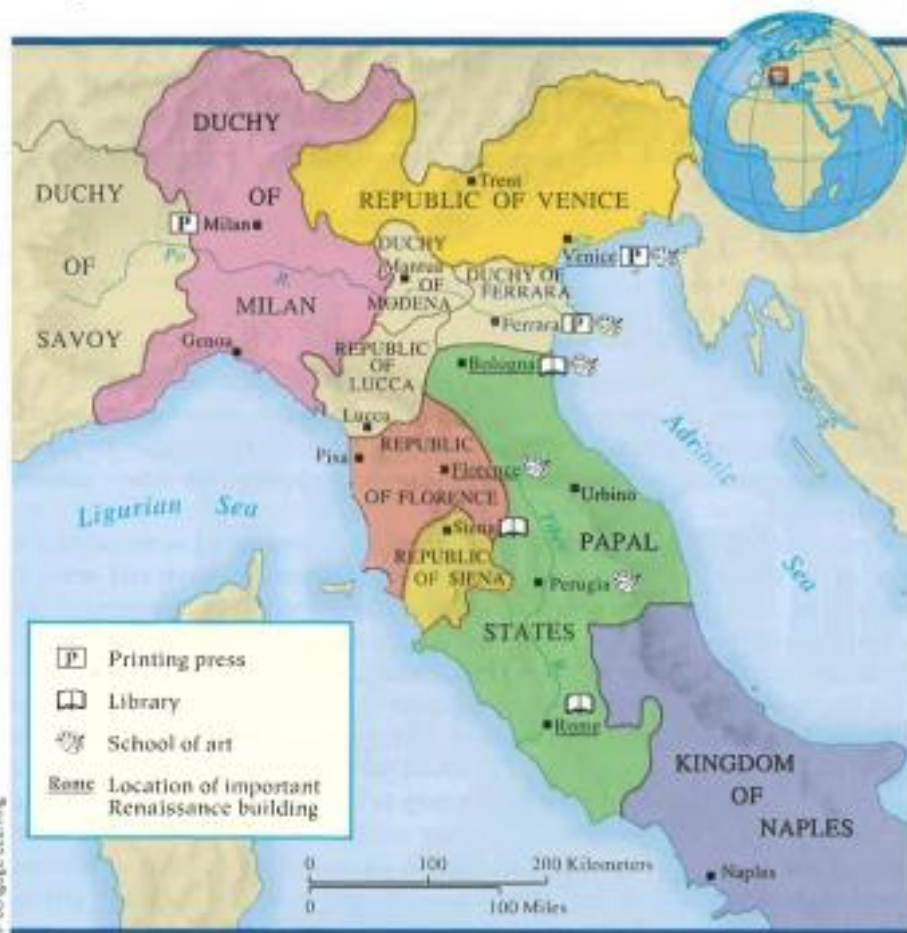 DUCHY
OF
MILAN
DUCHY
OF
SAVOY
REPUBLIC OF VENICE
Trent
P Milan
Po
R.
Venice P
DUCHY
Mantua
OF
MODENA
DUCHY OF
FERRARA
Ferrara P
Genoa
REPUBLIC
OF
LUCCA
Bologna
Lucca
Pisa
REPUBLIC
OF FLORENCE
Florence
Urbino
Adriatic
Sea
Ligurian Sea
Siena
REPUBLIC
OF SIENA
Tiber
R.
PAPAL
STATES
Perugia
Rome
KINGDOM
OF
NAPLES
Naples
P Printing press
Library
School of art
Rome Location of important
Renaissance building
0 100 200 Kilometers
0 100 Miles